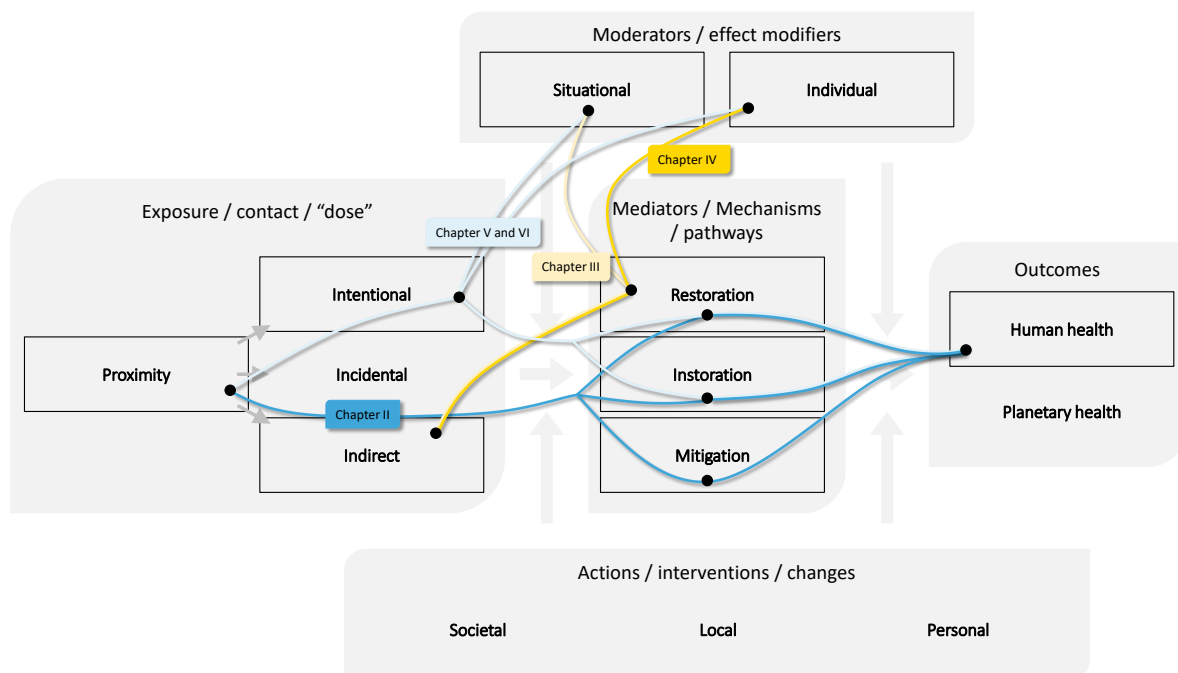 Moderators / effect modifiers
Situational
Individual
Chapter IV
Exposure / contact / “dose”
Mediators / Mechanisms
/ pathways
Chapter V and VI
Chapter III
Outcomes
Intentional
Restoration
Human health
Proximity
Incidental
Instoration
Chapter II
Planetary health
Indirect
Mitigation
Actions / interventions / changes
Societal
Local
Personal